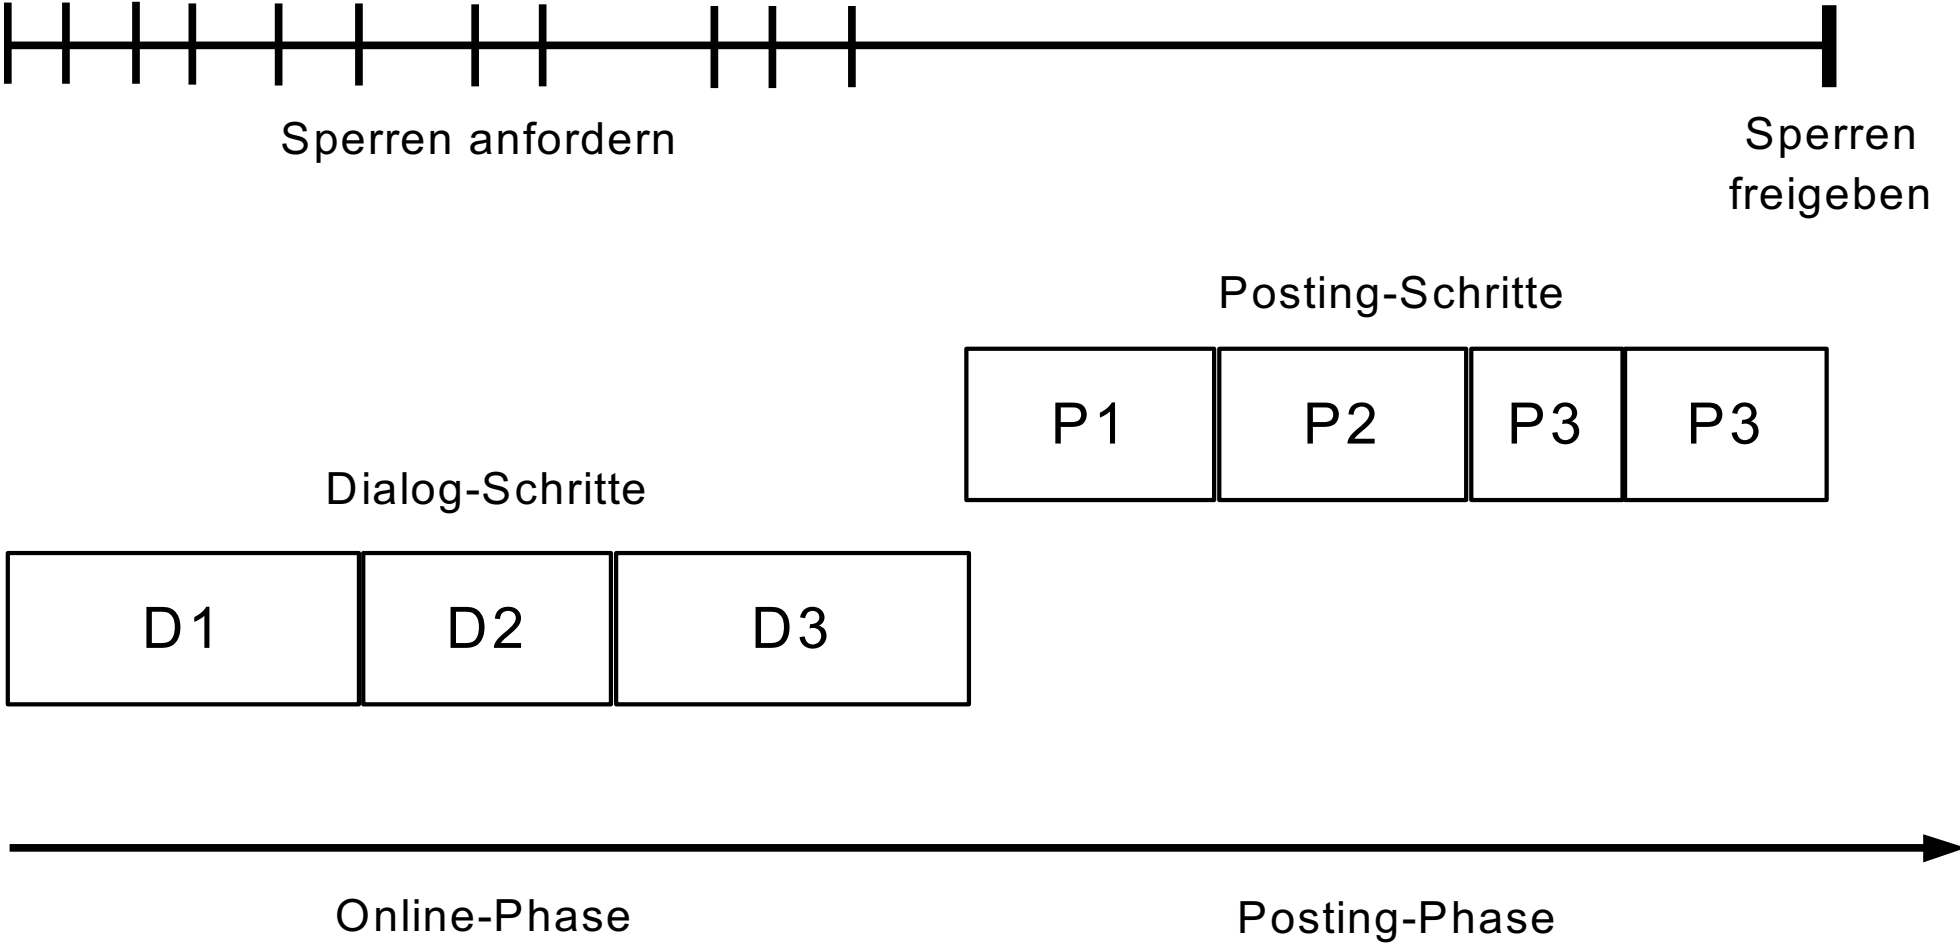 Sperren anfordern
Sperren
freigeben
Posting-Schritte
P1 P2 P3 P3
Dialog-Schritte
D1 D2 D3
Online-Phase
Posting-Phase